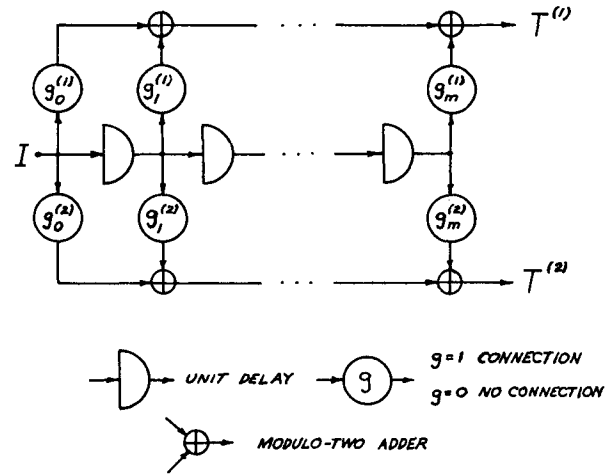 T^(1)
g_0^(1) g_1^(1) g_m^(1)
I
g_0^(2) g_1^(2) g_m^(2)
T^(2)
g=1 CONNECTION
UNIT DELAY g
g=0 NO CONNECTION
MODULO-TWO ADDER